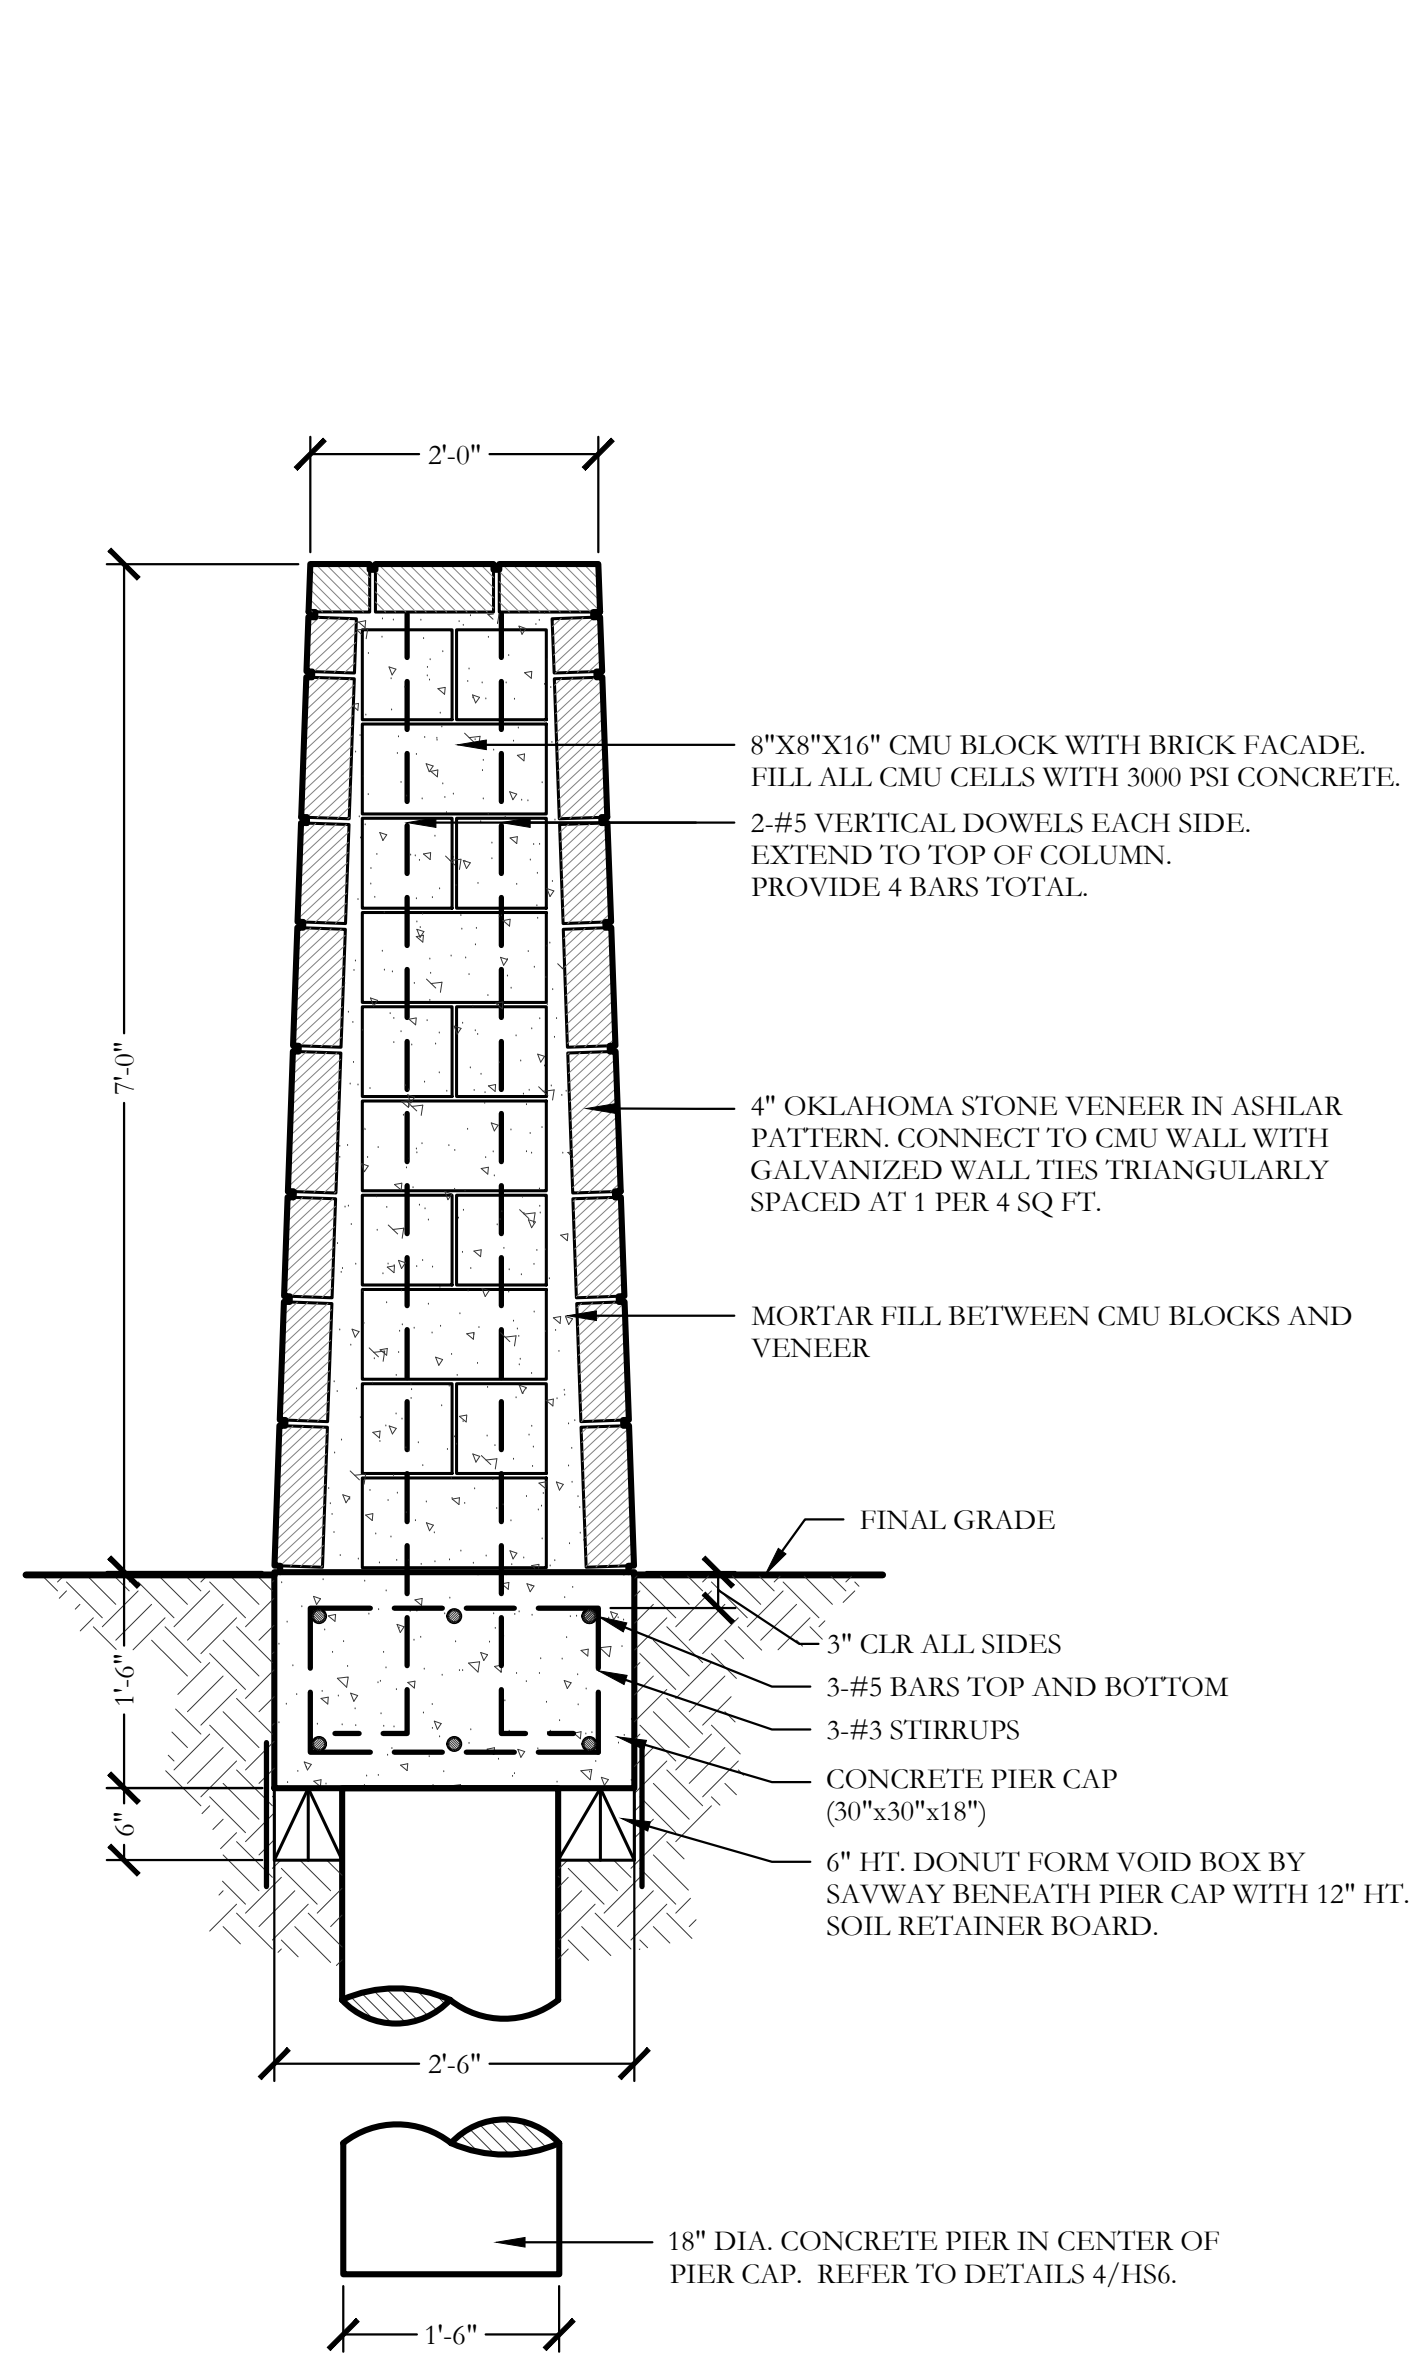 2'-0"
8"X8"X16" CMU BLOCK WITH BRICK FACADE.
FILL ALL CMU CELLS WITH 3000 PSI CONCRETE.
2-#5 VERTICAL DOWELS EACH SIDE.
EXTEND TO TOP OF COLUMN.
PROVIDE 4 BARS TOTAL.
7'-0"
4" OKLAHOMA STONE VENEER IN ASHLAR
PATTERN. CONNECT TO CMU WALL WITH
GALVANIZED WALL TIES TRIANGULARLY
SPACED AT 1 PER 4 SQ FT.
MORTAR FILL BETWEEN CMU BLOCKS AND
VENEER
FINAL GRADE
3" CLR ALL SIDES
1'-6"
3-#5 BARS TOP AND BOTTOM
3-#3 STIRRUPS
CONCRETE PIER CAP
(30"x30"x18")
6"
6" HT. DONUT FORM VOID BOX BY
SAVWAY BENEATH PIER CAP WITH 12" HT.
SOIL RETAINER BOARD.
2'-6"
18" DIA. CONCRETE PIER IN CENTER OF
PIER CAP.  REFER TO DETAILS 4/HS6.
1'-6"